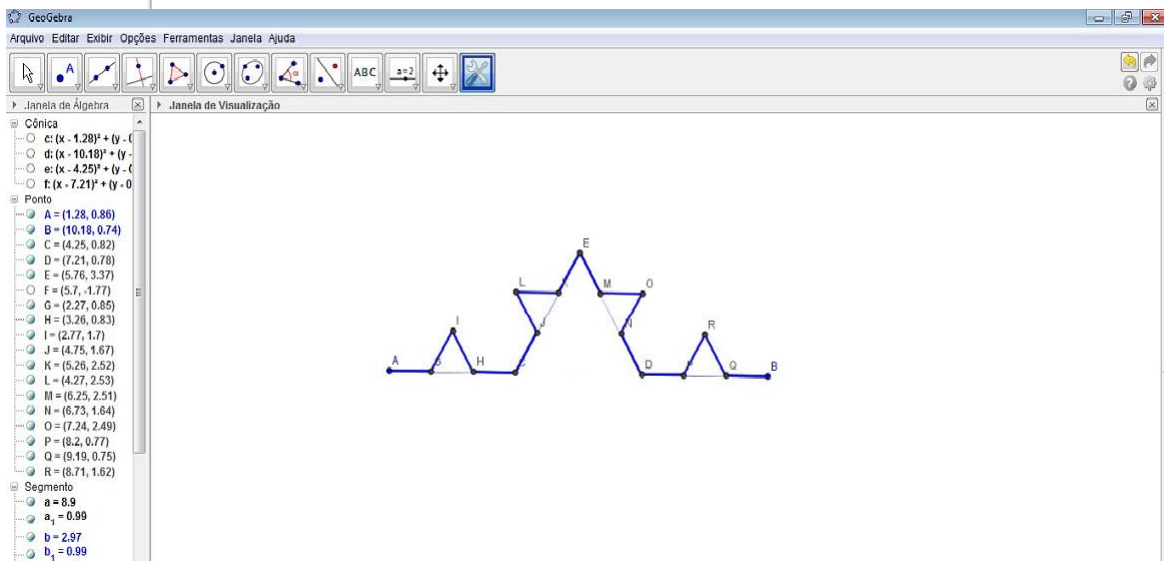 GeoGebra
Arquivo Editar Exibir Opções Ferramentas Janela Ajuda
A ABC a=2
Janela de Álgebra
Janela de Visualização
Cônica
c: (x - 1.28)² + (y - 0
d: (x - 10.18)² + (y -
e: (x - 4.25)² + (y - 0
f: (x - 7.21)² + (y - 0
Ponto
A = (1.28, 0.86)
B = (10.18, 0.74)
C = (4.25, 0.82)
D = (7.21, 0.78)
E = (5.76, 3.37)
F = (5.7, -1.77)
G = (2.27, 0.85)
H = (3.26, 0.83)
I = (2.77, 1.7)
J = (4.75, 1.67)
K = (5.26, 2.52)
L = (4.27, 2.53)
M = (6.25, 2.51)
N = (6.73, 1.64)
O = (7.24, 2.49)
P = (8.2, 0.77)
Q = (9.19, 0.75)
R = (8.71, 1.62)
Segmento
a = 8.9
a₁ = 0.99
b = 2.97
b₁ = 0.99
E
L K M O
I J N R
A G H C D P Q B